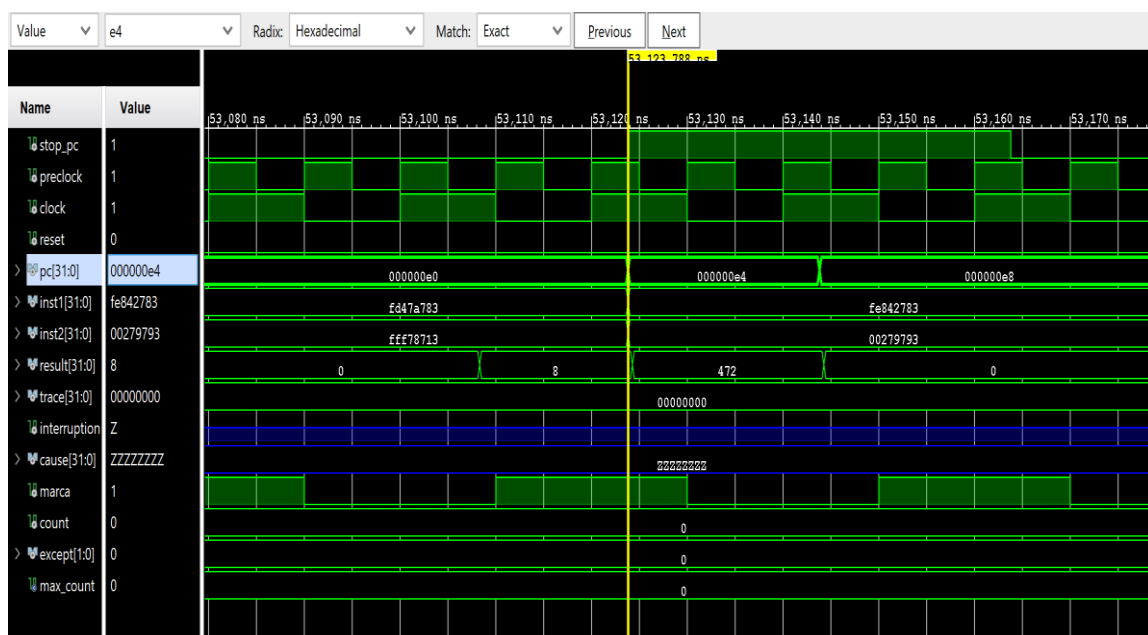 Value e4 Radix: Hexadecimal Match: Exact Previous Next
53,123.788 ns
Name Value
53,080 ns 53,090 ns 53,100 ns 53,110 ns 53,120 53,130 ns 53,140 ns 53,150 ns 53,160 ns 53,170 ns
stop_pc 1
preclock 1
clock 1
reset 0
pc[31:0] 000000e4 000000e0 000000e4 000000e8
inst1[31:0] fe842783 fd47a783 fe842783
inst2[31:0] 00279793 fff78713 00279793
result[31:0] 8 0 8 472 0
trace[31:0] 00000000 00000000
interruption Z
cause[31:0] ZZZZZZZZ ZZZZZZZZ
marca 1
count 0 0
except[1:0] 0 0
max_count 0 0